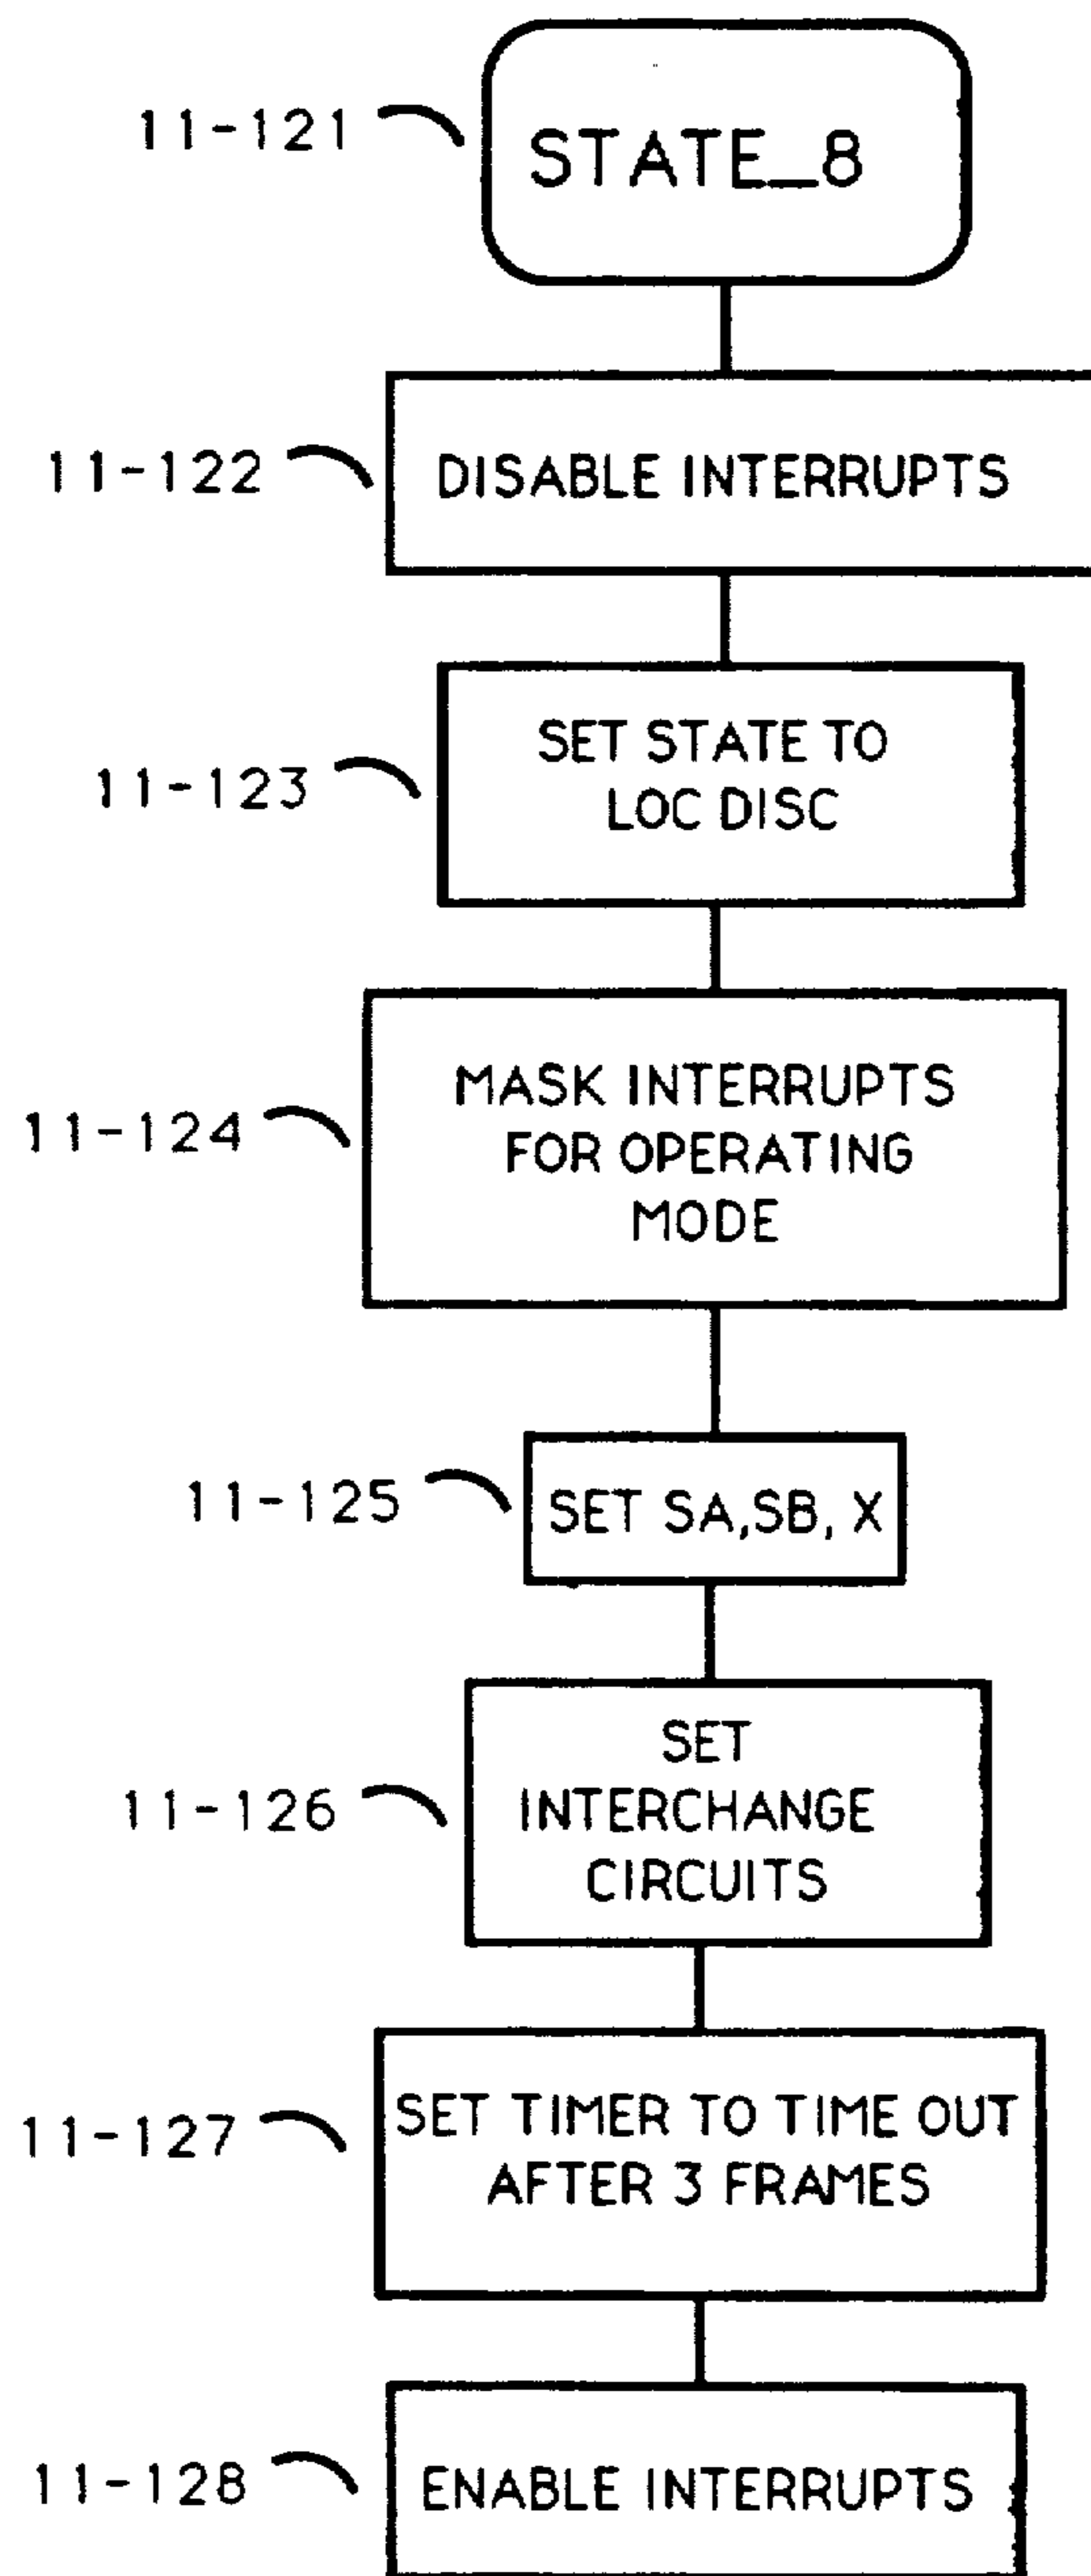 11-121 STATE_8
11-122 DISABLE INTERRUPTS
11-123 SET STATE TO
LOC DISC
11-124 MASK INTERRUPTS
FOR OPERATING
MODE
11-125 SET SA,SB, X
11-126 SET
INTERCHANGE
CIRCUITS
11-127 SET TIMER TO TIME OUT
AFTER 3 FRAMES
11-128 ENABLE INTERRUPTS